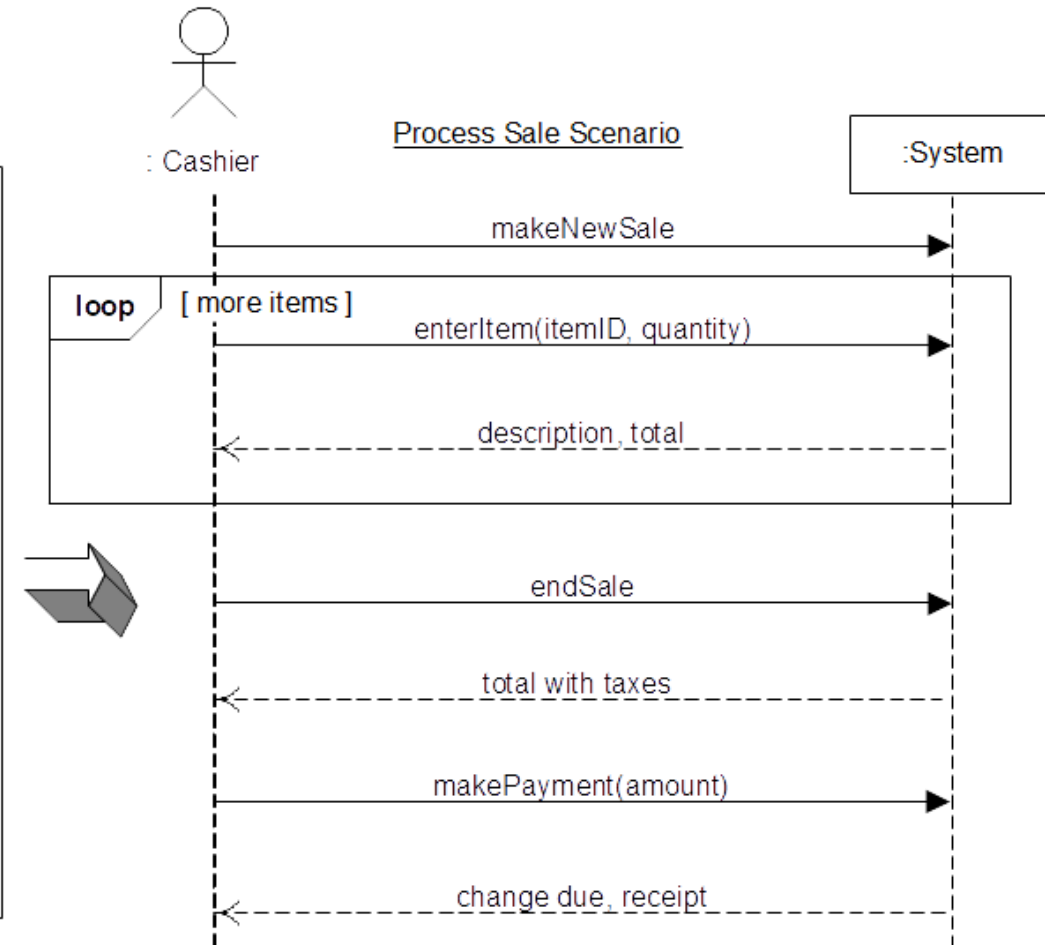 Process Sale Scenario
: Cashier
:System
makeNewSale
loop
[ more items ]
enterItem(itemID, quantity)
description, total
endSale
total with taxes
makePayment(amount)
change due, receipt